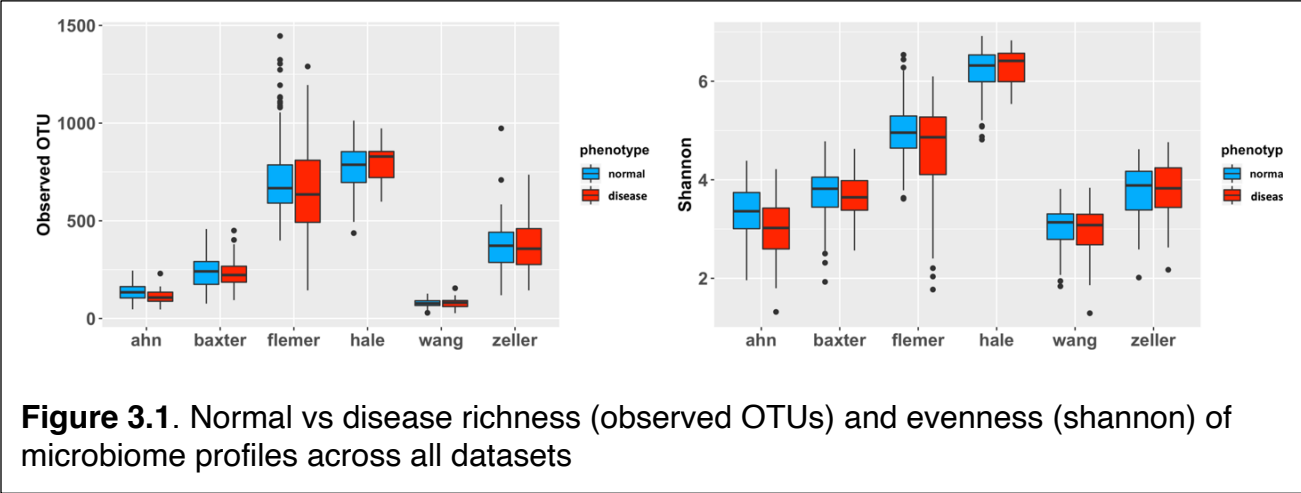 1500
1000
500
0
Observed OTU
ahn baxter flemer hale wang zeller
phenotype
normal
disease
6
4
2
Shannon
ahn baxter flemer hale wang zeller
phenotyp
norma
diseas
Figure 3.1. Normal vs disease richness (observed OTUs) and evenness (shannon) of
microbiome profiles across all datasets